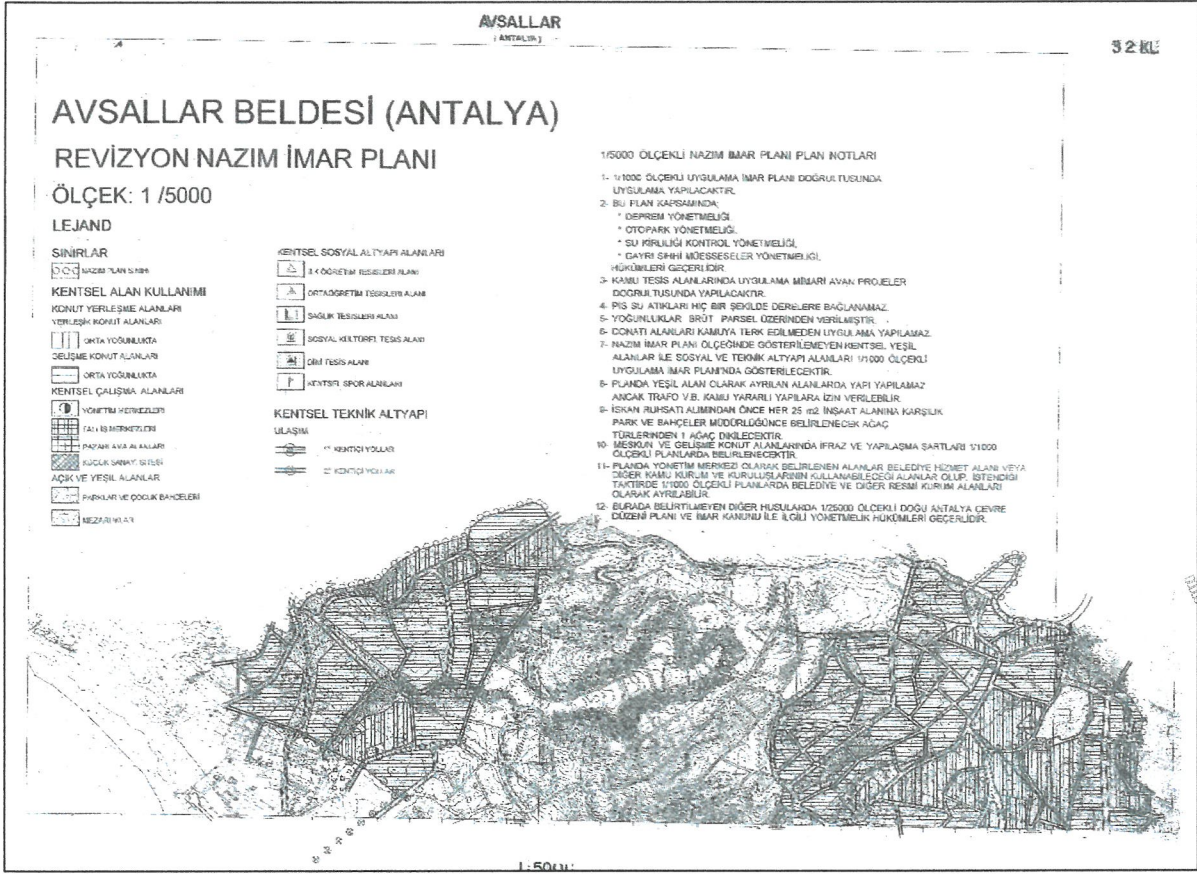 AVSALLAR
( ANTALYA )
32 KL
AVSALLAR BELDESİ (ANTALYA)
REVİZYON NAZIM İMAR PLANI
ÖLÇEK: 1 /5000
LEJAND
SINIRLAR
NAZIM PLAN SINIRI
KENTSEL ALAN KULLANIMI
KONUT YERLEŞME ALANLARI
YERLEŞİK KONUT ALANLARI
ORTA YOĞUNLUKTA
GELİŞME KONUT ALANLARI
ORTA YOĞUNLUKTA
KENTSEL ÇALIŞMA ALANLARI
YÖNETİM MERKEZLERİ
TALİ İŞ MERKEZLERİ
PAZARLAMA ALANLARI
KÜÇÜK SANAYİ SİTESİ
AÇIK VE YEŞİL ALANLAR
PARKLAR VE ÇOCUK BAHÇELERİ
MEZARLIKLAR
KENTSEL SOSYAL ALTYAPI ALANLARI
İLKÖĞRETİM TESİSLERİ ALANI
ORTAÖĞRETİM TESİSLERİ ALANI
SAĞLIK TESİSLERİ ALANI
SOSYAL KÜLTÜREL TESİS ALANI
DİNİ TESİS ALANI
KENTSEL SPOR ALANLARI
KENTSEL TEKNİK ALTYAPI
ULAŞIM
1° KENTİÇİ YOLLAR
2° KENTİÇİ YOLLAR
1/5000 ÖLÇEKLİ NAZIM İMAR PLANI PLAN NOTLARI
1- 1/1000 ÖLÇEKLİ UYGULAMA İMAR PLANI DOĞRULTUSUNDA
UYGULAMA YAPILACAKTIR.
2- BU PLAN KAPSAMINDA;
* DEPREM YÖNETMELİĞİ
* OTOPARK YÖNETMELİĞİ,
* SU KİRLİLİĞİ KONTROL YÖNETMELİĞİ,
* GAYRİ SIHHİ MÜESSESELER YÖNETMELİĞİ,
HÜKÜMLERİ GEÇERLİDİR.
3- KAMU TESİS ALANLARINDA UYGULAMA MİMARİ AVAN PROJELER
DOĞRULTUSUNDA YAPILACAKTIR.
4- PİS SU ATIKLARI HİÇ BİR ŞEKİLDE DERELERE BAĞLANAMAZ.
5- YOĞUNLUKLAR BRÜT PARSEL ÜZERİNDEN VERİLMİŞTİR.
6- DONATI ALANLARI KAMUYA TERK EDİLMEDEN UYGULAMA YAPILAMAZ.
7- NAZIM İMAR PLANI ÖLÇEĞİNDE GÖSTERİLEMEYEN KENTSEL YEŞİL
ALANLAR İLE SOSYAL VE TEKNİK ALTYAPI ALANLARI 1/1000 ÖLÇEKLİ
UYGULAMA İMAR PLANI'NDA GÖSTERİLECEKTİR.
8- PLANDA YEŞİL ALAN OLARAK AYRILAN ALANLARDA YAPI YAPILAMAZ
ANCAK TRAFO V.B. KAMU YARARLI YAPILARA İZİN VERİLEBİLİR.
9- İSKAN RUHSATI ALIMINDAN ÖNCE HER 25 m2 İNŞAAT ALANINA KARŞILIK
PARK VE BAHÇELER MÜDÜRLÜĞÜNCE BELİRLENECEK AĞAÇ
TÜRLERİNDEN 1 AĞAÇ DİKİLECEKTİR.
10- MESKUN VE GELİŞME KONUT ALANLARINDA İFRAZ VE YAPILAŞMA ŞARTLARI 1/1000
ÖLÇEKLİ PLANLARDA BELİRLENECEKTİR.
11- PLANDA YÖNETİM MERKEZİ OLARAK BELİRLENEN ALANLAR BELEDİYE HİZMET ALANI VEYA
DİĞER KAMU KURUM VE KURULUŞLARININ KULLANABİLECEĞİ ALANLAR OLUP, İSTENDİĞİ
TAKTİRDE 1/1000 ÖLÇEKLİ PLANLARDA BELEDİYE VE DİĞER RESMİ KURUM ALANLARI
OLARAK AYRILABİLİR.
12- BURADA BELİRTİLMEYEN DİĞER HUSULARDA 1/25000 ÖLÇEKLİ DOĞU ANTALYA ÇEVRE
DÜZENİ PLANI VE İMAR KANUNU İLE İLGİLİ YÖNETMELİK HÜKÜMLERİ GEÇERLİDİR.